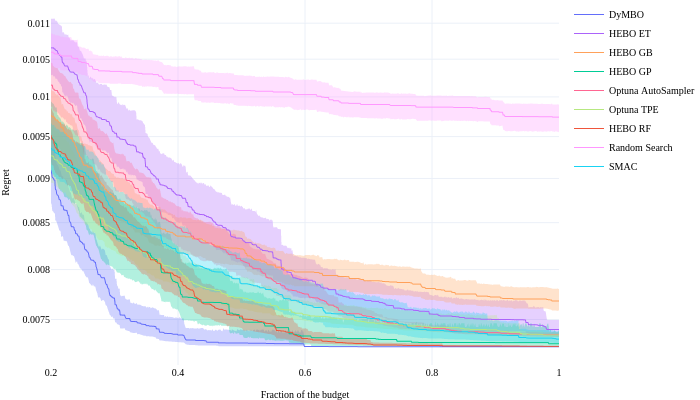 0.011
0.0105
0.01
0.0095
0.009
0.0085
0.008
0.0075
Regret
0.2
0.4
0.6
0.8
1
Fraction of the budget
DyMBO
HEBO ET
HEBO GB
HEBO GP
Optuna AutoSampler
Optuna TPE
HEBO RF
Random Search
SMAC